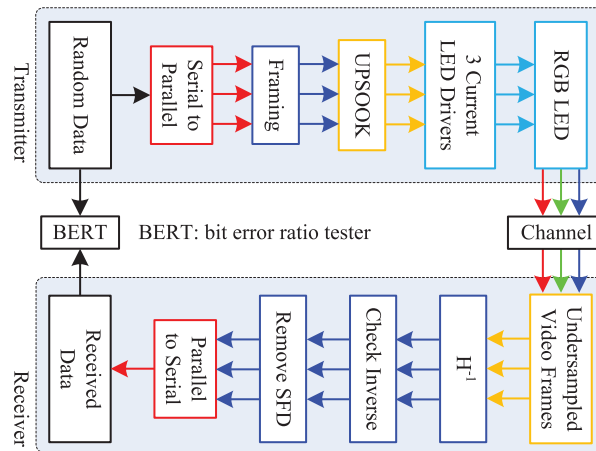 Transmitter
Random Data
Serial to
Parallel
Framing
UPSOOK
3 Current
LED Drivers
RGB LED
BERT
BERT: bit error ratio tester
Channel
Receiver
Received
Data
Parallel
to Serial
Remove SFD
Check Inverse
H⁻¹
Undersampled
Video Frames